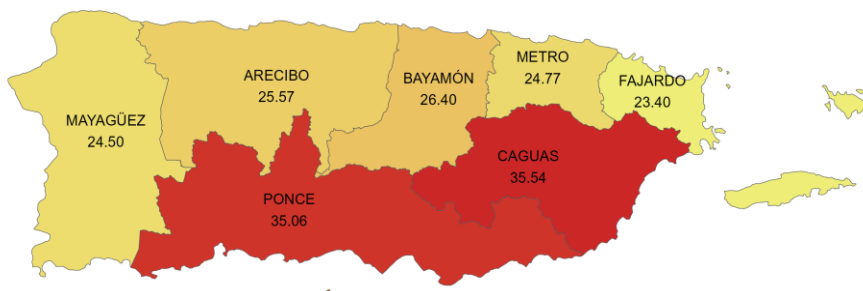 METRO
24.77
ARECIBO
25.57
BAYAMÓN
26.40
FAJARDO
23.40
MAYAGÜEZ
24.50
CAGUAS
35.54
PONCE
35.06